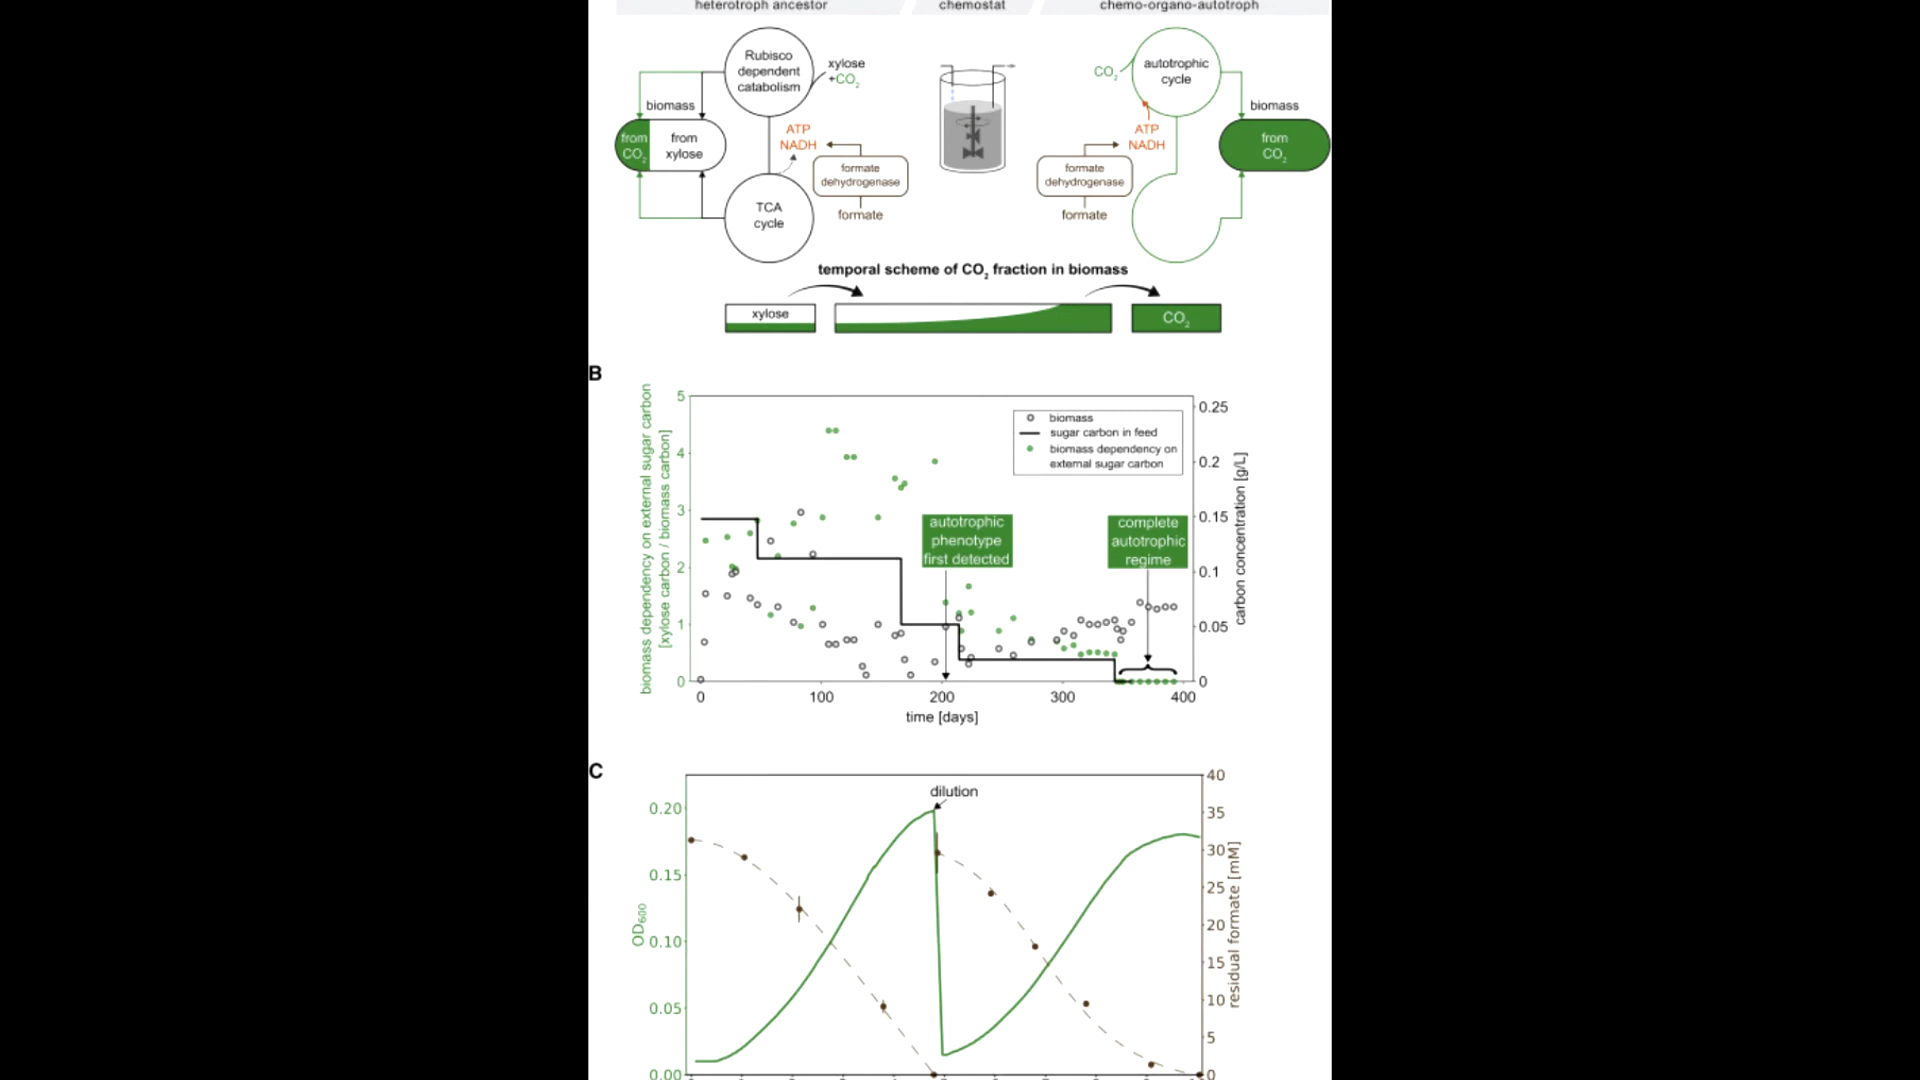 heterotroph ancestor
chemostat
chemo-organo-autotroph
Rubisco
dependent
catabolism
xylose
+CO2
biomass
from
CO2
from
xylose
ATP
NADH
formate
dehydrogenase
formate
TCA
cycle
CO2
autotrophic
cycle
biomass
from
CO2
ATP
NADH
formate
dehydrogenase
formate
temporal scheme of CO2 fraction in biomass
xylose
CO2
B
biomass dependency on external sugar carbon
[xylose carbon / biomass carbon]
5
4
3
2
1
0
biomass
sugar carbon in feed
biomass dependency on
external sugar carbon
autotrophic
phenotype
first detected
complete
autotrophic
regime
0.25
0.2
0.15
0.1
0.05
0
carbon concentration [g/L]
0
100
200
300
400
time [days]
C
dilution
OD600
0.20
0.15
0.10
0.05
0.00
40
35
30
25
20
15
10
5
0
residual formate [mM]